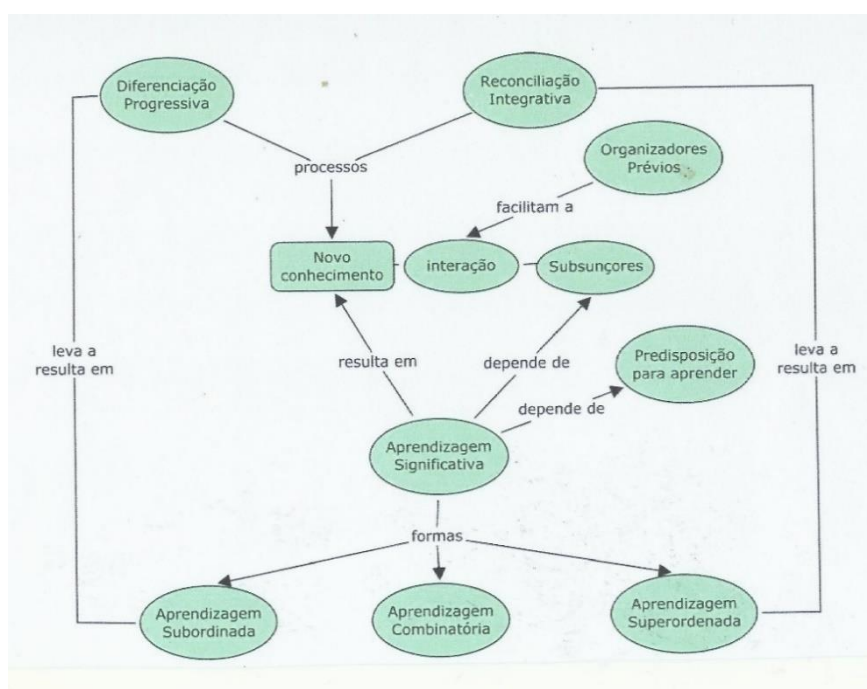 Diferenciação
Progressiva
Reconciliação
Integrativa
Organizadores
Prévios
processos
facilitam a
Novo
conhecimento
interação
Subsunçores
leva a
resulta em
resulta em
depende de
Predisposição
para aprender
leva a
resulta em
depende de
Aprendizagem
Significativa
formas
Aprendizagem
Subordinada
Aprendizagem
Combinatória
Aprendizagem
Superordenada